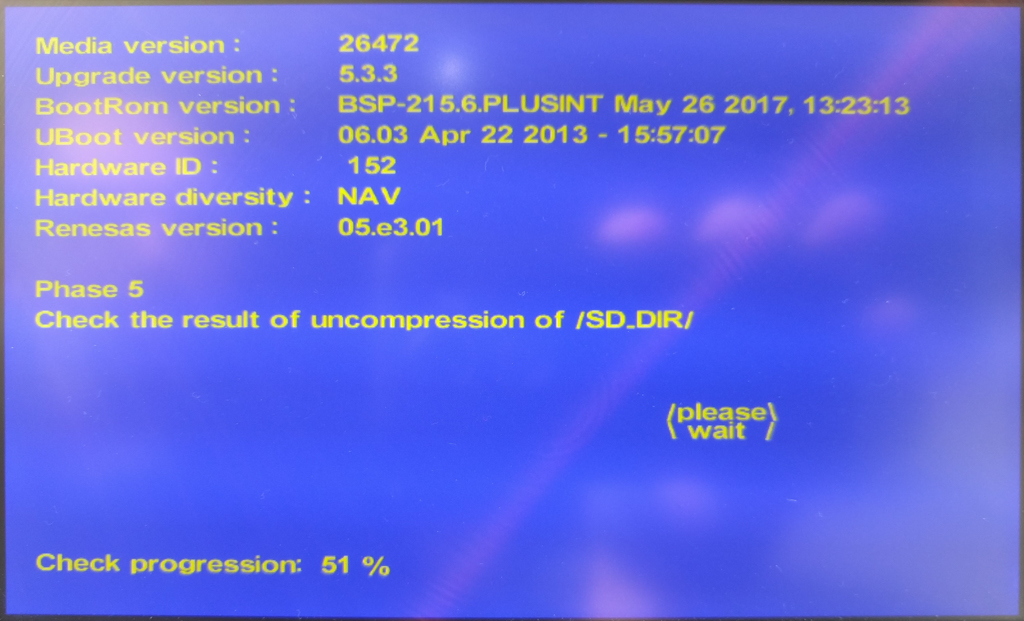 Media version : 26472
Upgrade version : 5.3.3
BootRom version : BSP-215.6.PLUSINT May 26 2017, 13:23:13
UBoot version : 06.03 Apr 22 2013 - 15:57:07
Hardware ID : 152
Hardware diversity : NAV
Renesas version : 05.e3.01
Phase 5
Check the result of uncompression of /SD_DIR/
/please\
\ wait /
Check progression: 51 %